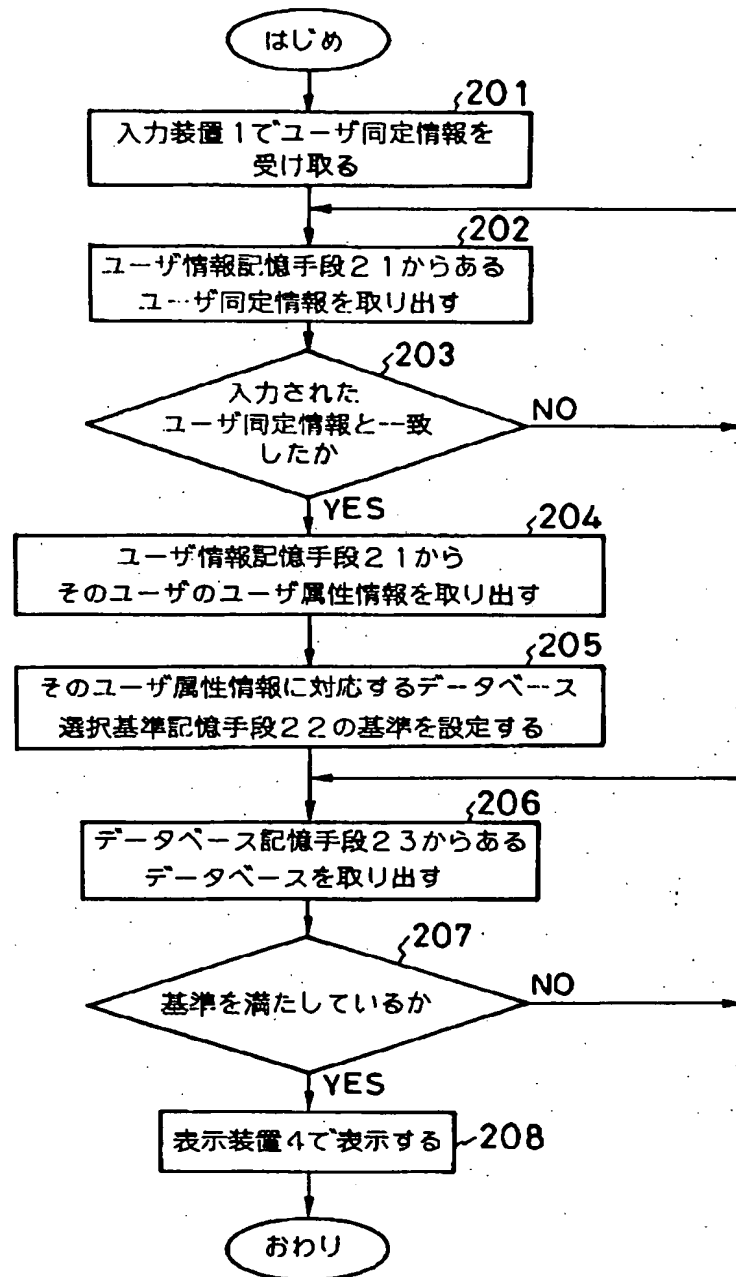 はじめ
201
入力装置1でユーザ同定情報を
受け取る
202
ユーザ情報記憶手段21からある
ユーザ同定情報を取り出す
203
入力された
ユーザ同定情報と一致
したか
NO
YES
204
ユーザ情報記憶手段21から
そのユーザのユーザ属性情報を取り出す
205
そのユーザ属性情報に対応するデータベース
選択基準記憶手段22の基準を設定する
206
データベース記憶手段23からある
データベースを取り出す
207
基準を満たしているか
NO
YES
表示装置4で表示する
208
おわり